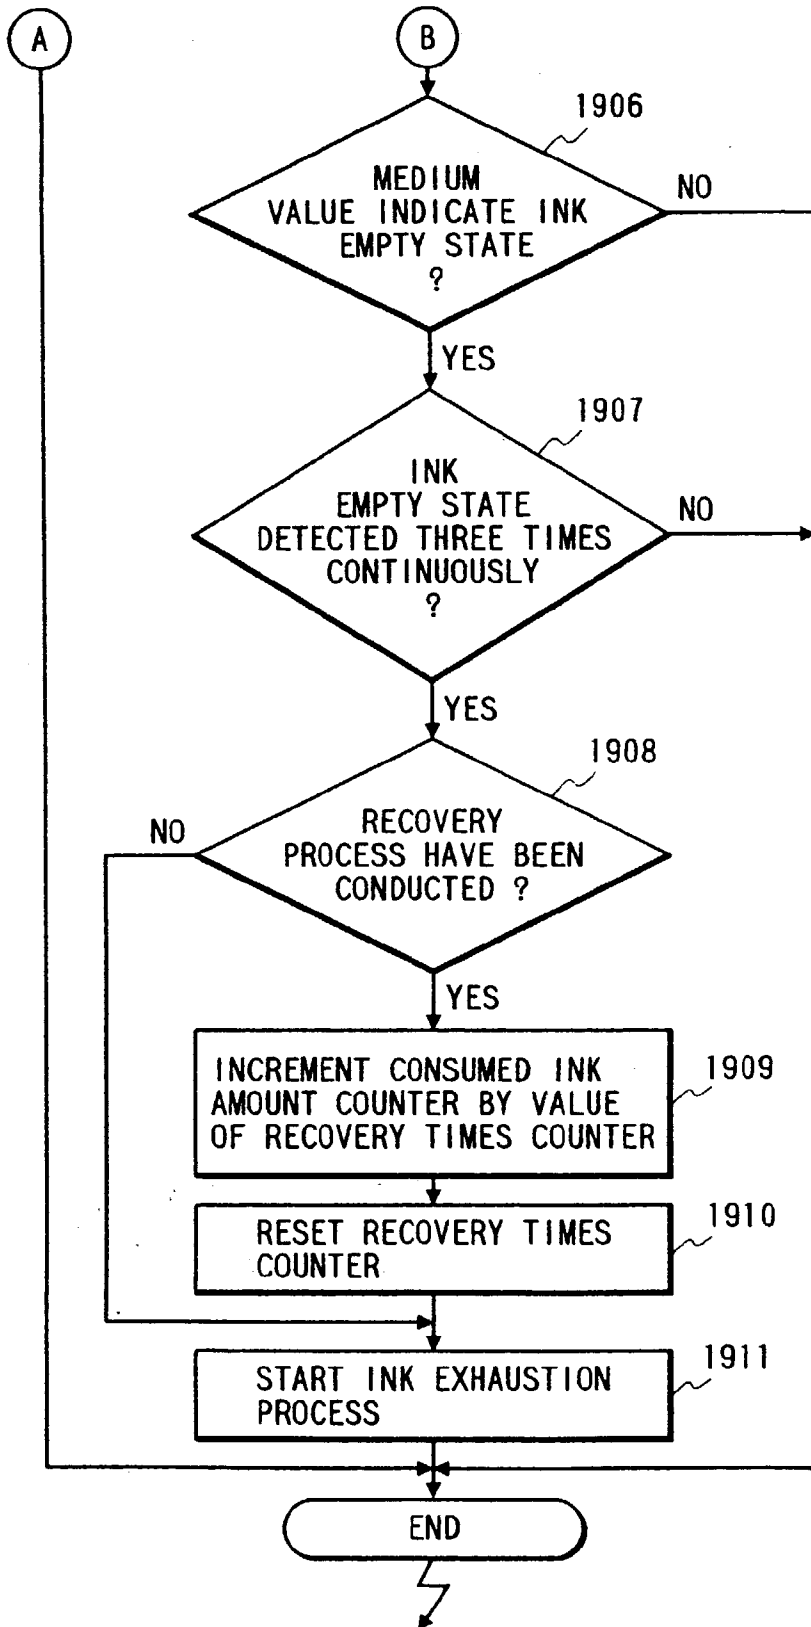 A
B
1906
MEDIUM
VALUE INDICATE INK
EMPTY STATE
?
NO
YES
1907
INK
EMPTY STATE
DETECTED THREE TIMES
CONTINUOUSLY
?
NO
YES
1908
RECOVERY
PROCESS HAVE BEEN
CONDUCTED ?
NO
YES
INCREMENT CONSUMED INK
AMOUNT COUNTER BY VALUE
OF RECOVERY TIMES COUNTER
1909
RESET RECOVERY TIMES
COUNTER
1910
START INK EXHAUSTION
PROCESS
1911
END